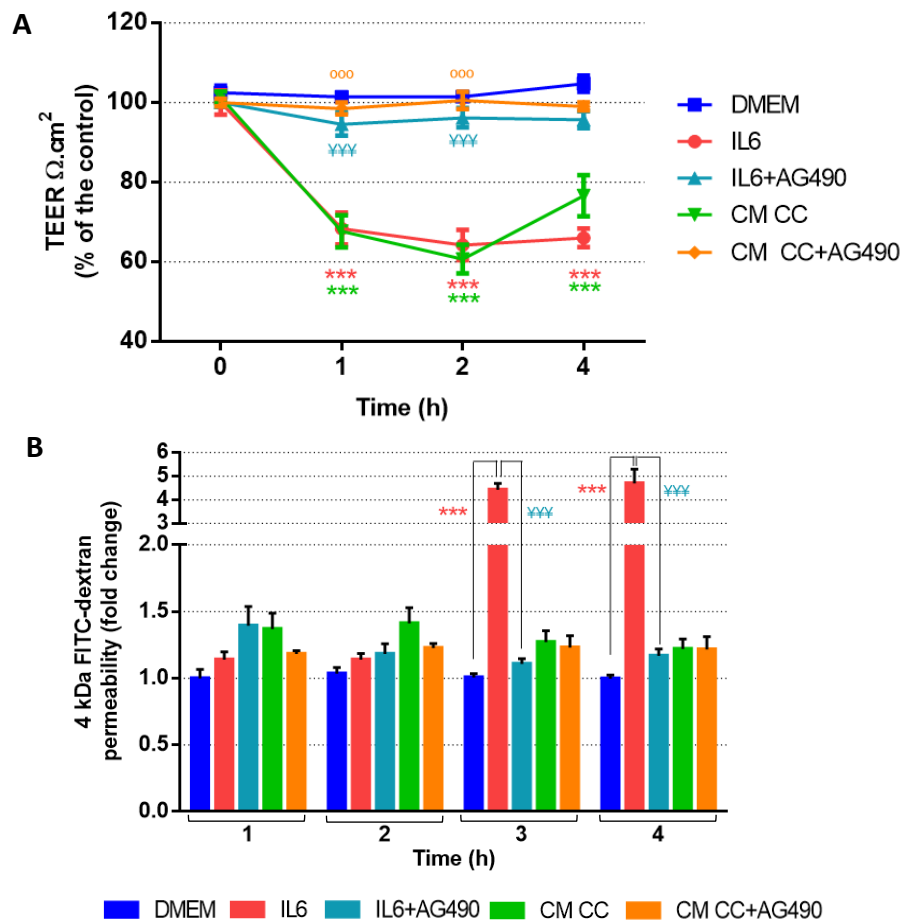 A
TEER Ω.cm²
(% of the control)
120
100
80
60
40
ooo
ooo
¥¥¥
¥¥¥
***
***
***
***
***
***
0
1
2
4
Time (h)
DMEM
IL6
IL6+AG490
CM CC
CM CC+AG490
B
4 kDa FITC-dextran
permeability (fold change)
6
5
4
3
2.0
1.5
1.0
0.5
0.0
***
¥¥¥
***
¥¥¥
1
2
3
4
Time (h)
DMEM
IL6
IL6+AG490
CM CC
CM CC+AG490